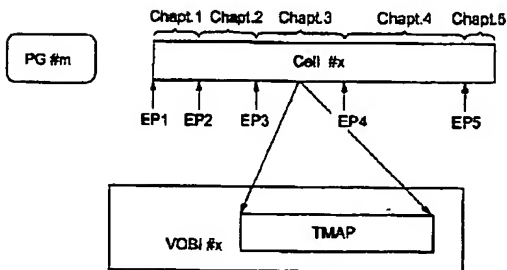 Chapt.1 Chapt.2 Chapt.3 Chapt.4 Chapt.5
PG #m
Cell #x
EP1 EP2 EP3 EP4 EP5
VOBI #x
TMAP